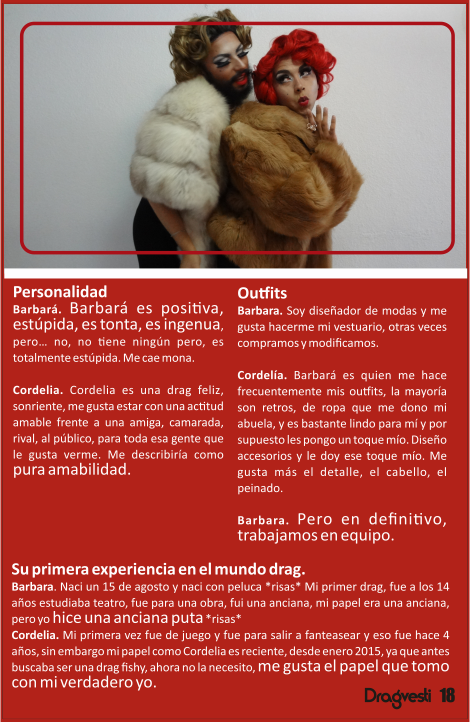 Personalidad
Barbará. Barbará es positiva,
estúpida, es tonta, es ingenua,
pero… no, no tiene ningún pero, es
totalmente estúpida. Me cae mona.
Cordelia. Cordelia es una drag feliz,
sonriente, me gusta estar con una actitud
amable frente a una amiga, camarada,
rival, al público, para toda esa gente que
le gusta verme. Me describiría como
pura amabilidad.
Outfits
Barbara. Soy diseñador de modas y me
gusta hacerme mi vestuario, otras veces
compramos y modificamos.
Cordelía. Barbará es quien me hace
frecuentemente mis outfits, la mayoría
son retros, de ropa que me dono mi
abuela, y es bastante lindo para mí y por
supuesto les pongo un toque mío. Diseño
accesorios y le doy ese toque mío. Me
gusta más el detalle, el cabello, el
peinado.
Barbara. Pero en definitivo,
trabajamos en equipo.
Su primera experiencia en el mundo drag.
Barbara. Naci un 15 de agosto y naci con peluca *risas* Mi primer drag, fue a los 14
años estudiaba teatro, fue para una obra, fui una anciana, mi papel era una anciana,
pero yo hice una anciana puta *risas*
Cordelia. Mi primera vez fue de juego y fue para salir a fanteasear y eso fue hace 4
años, sin embargo mi papel como Cordelia es reciente, desde enero 2015, ya que antes
buscaba ser una drag fishy, ahora no la necesito, me gusta el papel que tomo
con mi verdadero yo.
Dragvesti 18